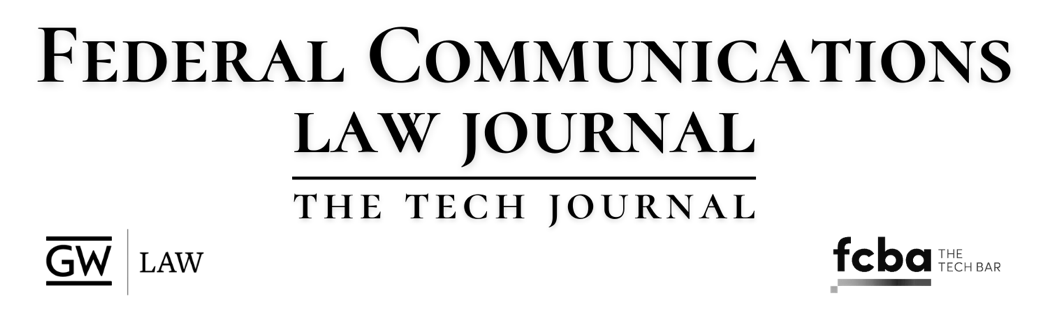 FEDERAL COMMUNICATIONS
LAW JOURNAL
THE TECH JOURNAL
GW LAW
fcba THE
TECH BAR